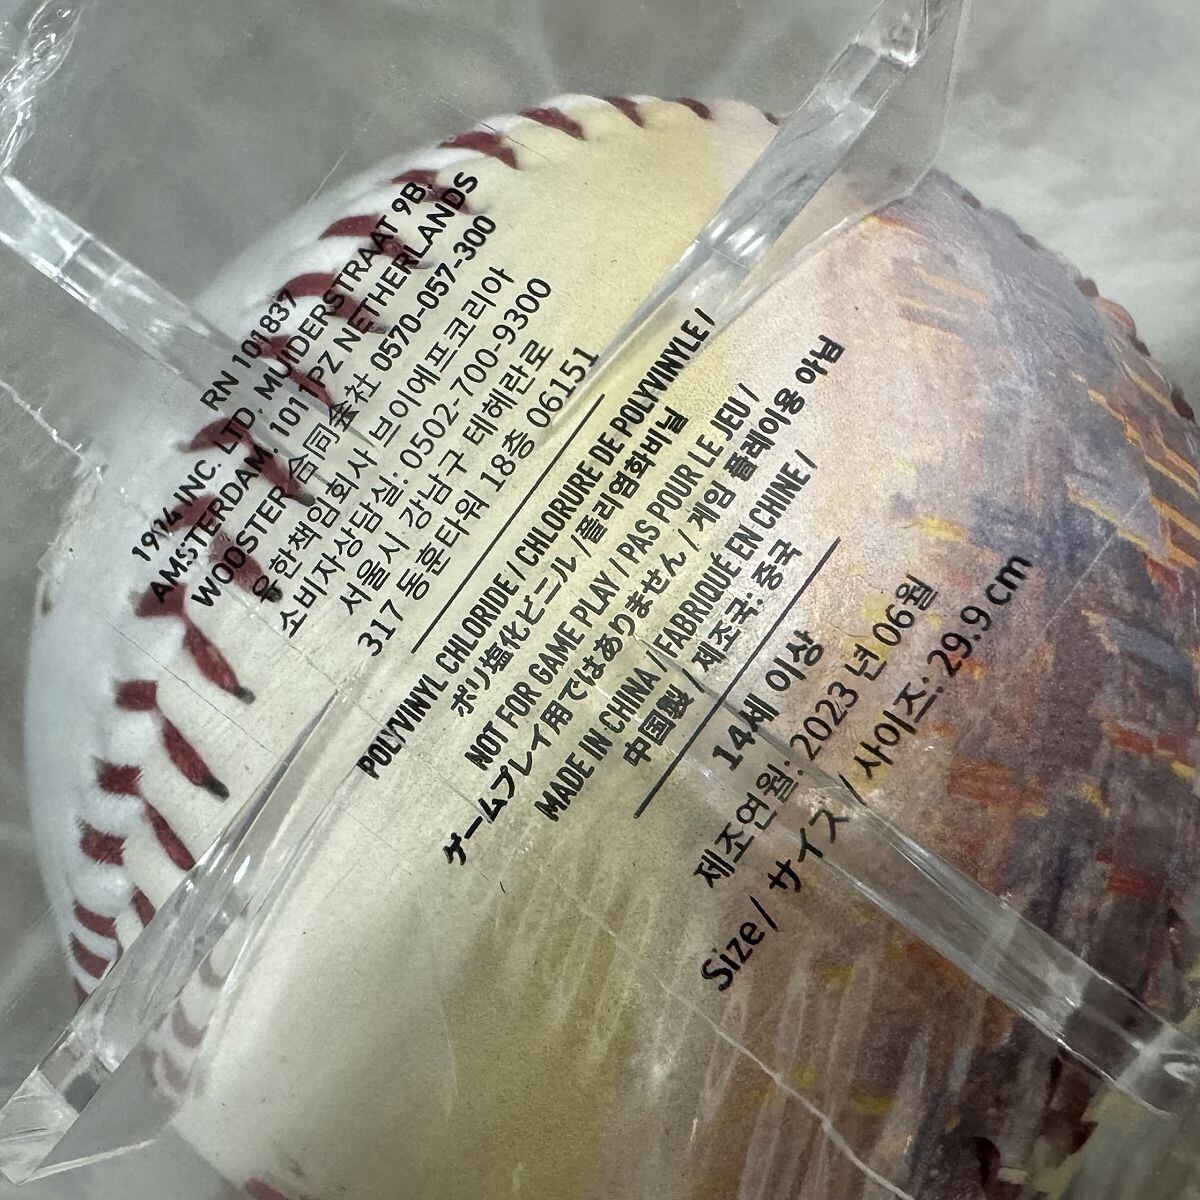 RN 101837
1994 INC. LTD, MUIDERSTRAAT 9B,
AMSTERDAM. 1011PZ NETHERLANDS
WOOSTER 合同会社 0570-057-300
유한책임회사 브이에프코리아
소비자상담실: 0502-700-9300
서울시 강남구 테헤란로
317 동훈타워 18층 06151
POLYVINYL CHLORIDE / CHLORURE DE POLYVINYLE /
ポリ塩化ビニール / 폴리염화비닐
NOT FOR GAME PLAY / PAS POUR LE JEU /
ゲームプレイ用ではありません / 게임 플레이용 아님
MADE IN CHINA / FABRIQUÉ EN CHINE /
中国製 / 제조국: 중국
14세 이상
제조연월: 2023 년 06월
Size / サイズ / 사이즈: 29.9 cm